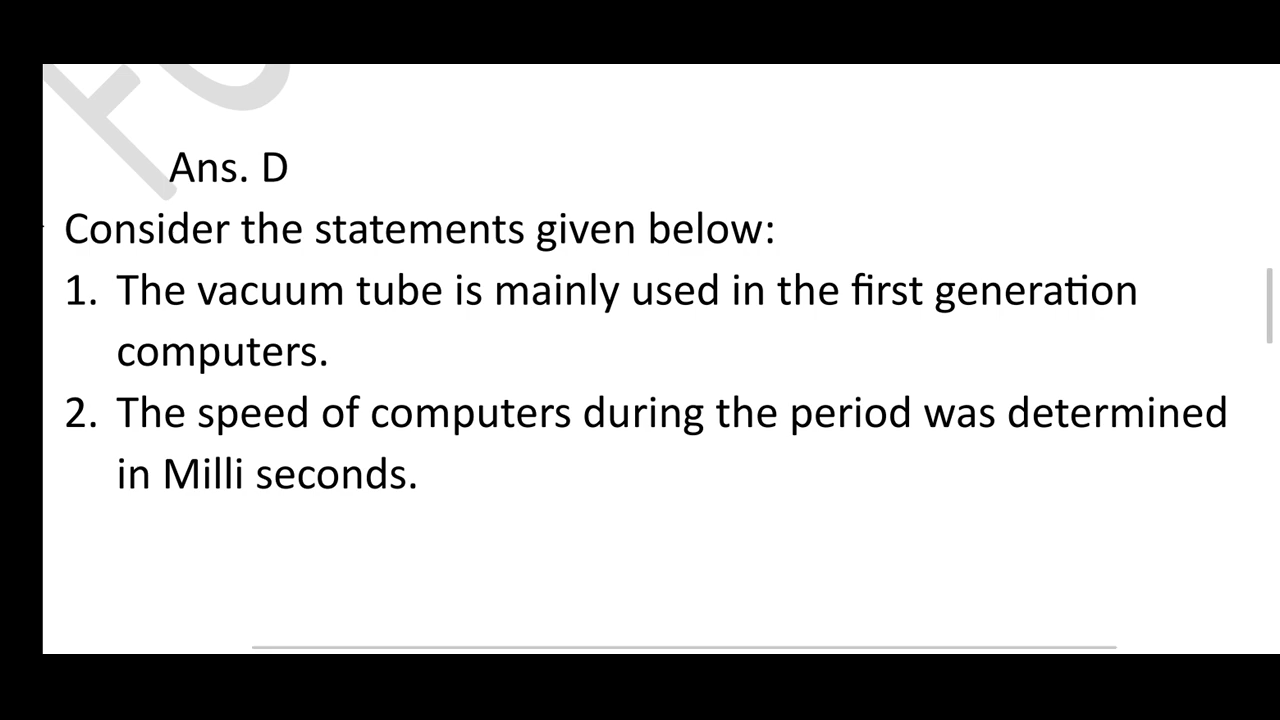 Ans. D
Consider the statements given below:
1. The vacuum tube is mainly used in the first generation
computers.
2. The speed of computers during the period was determined
in Milli seconds.